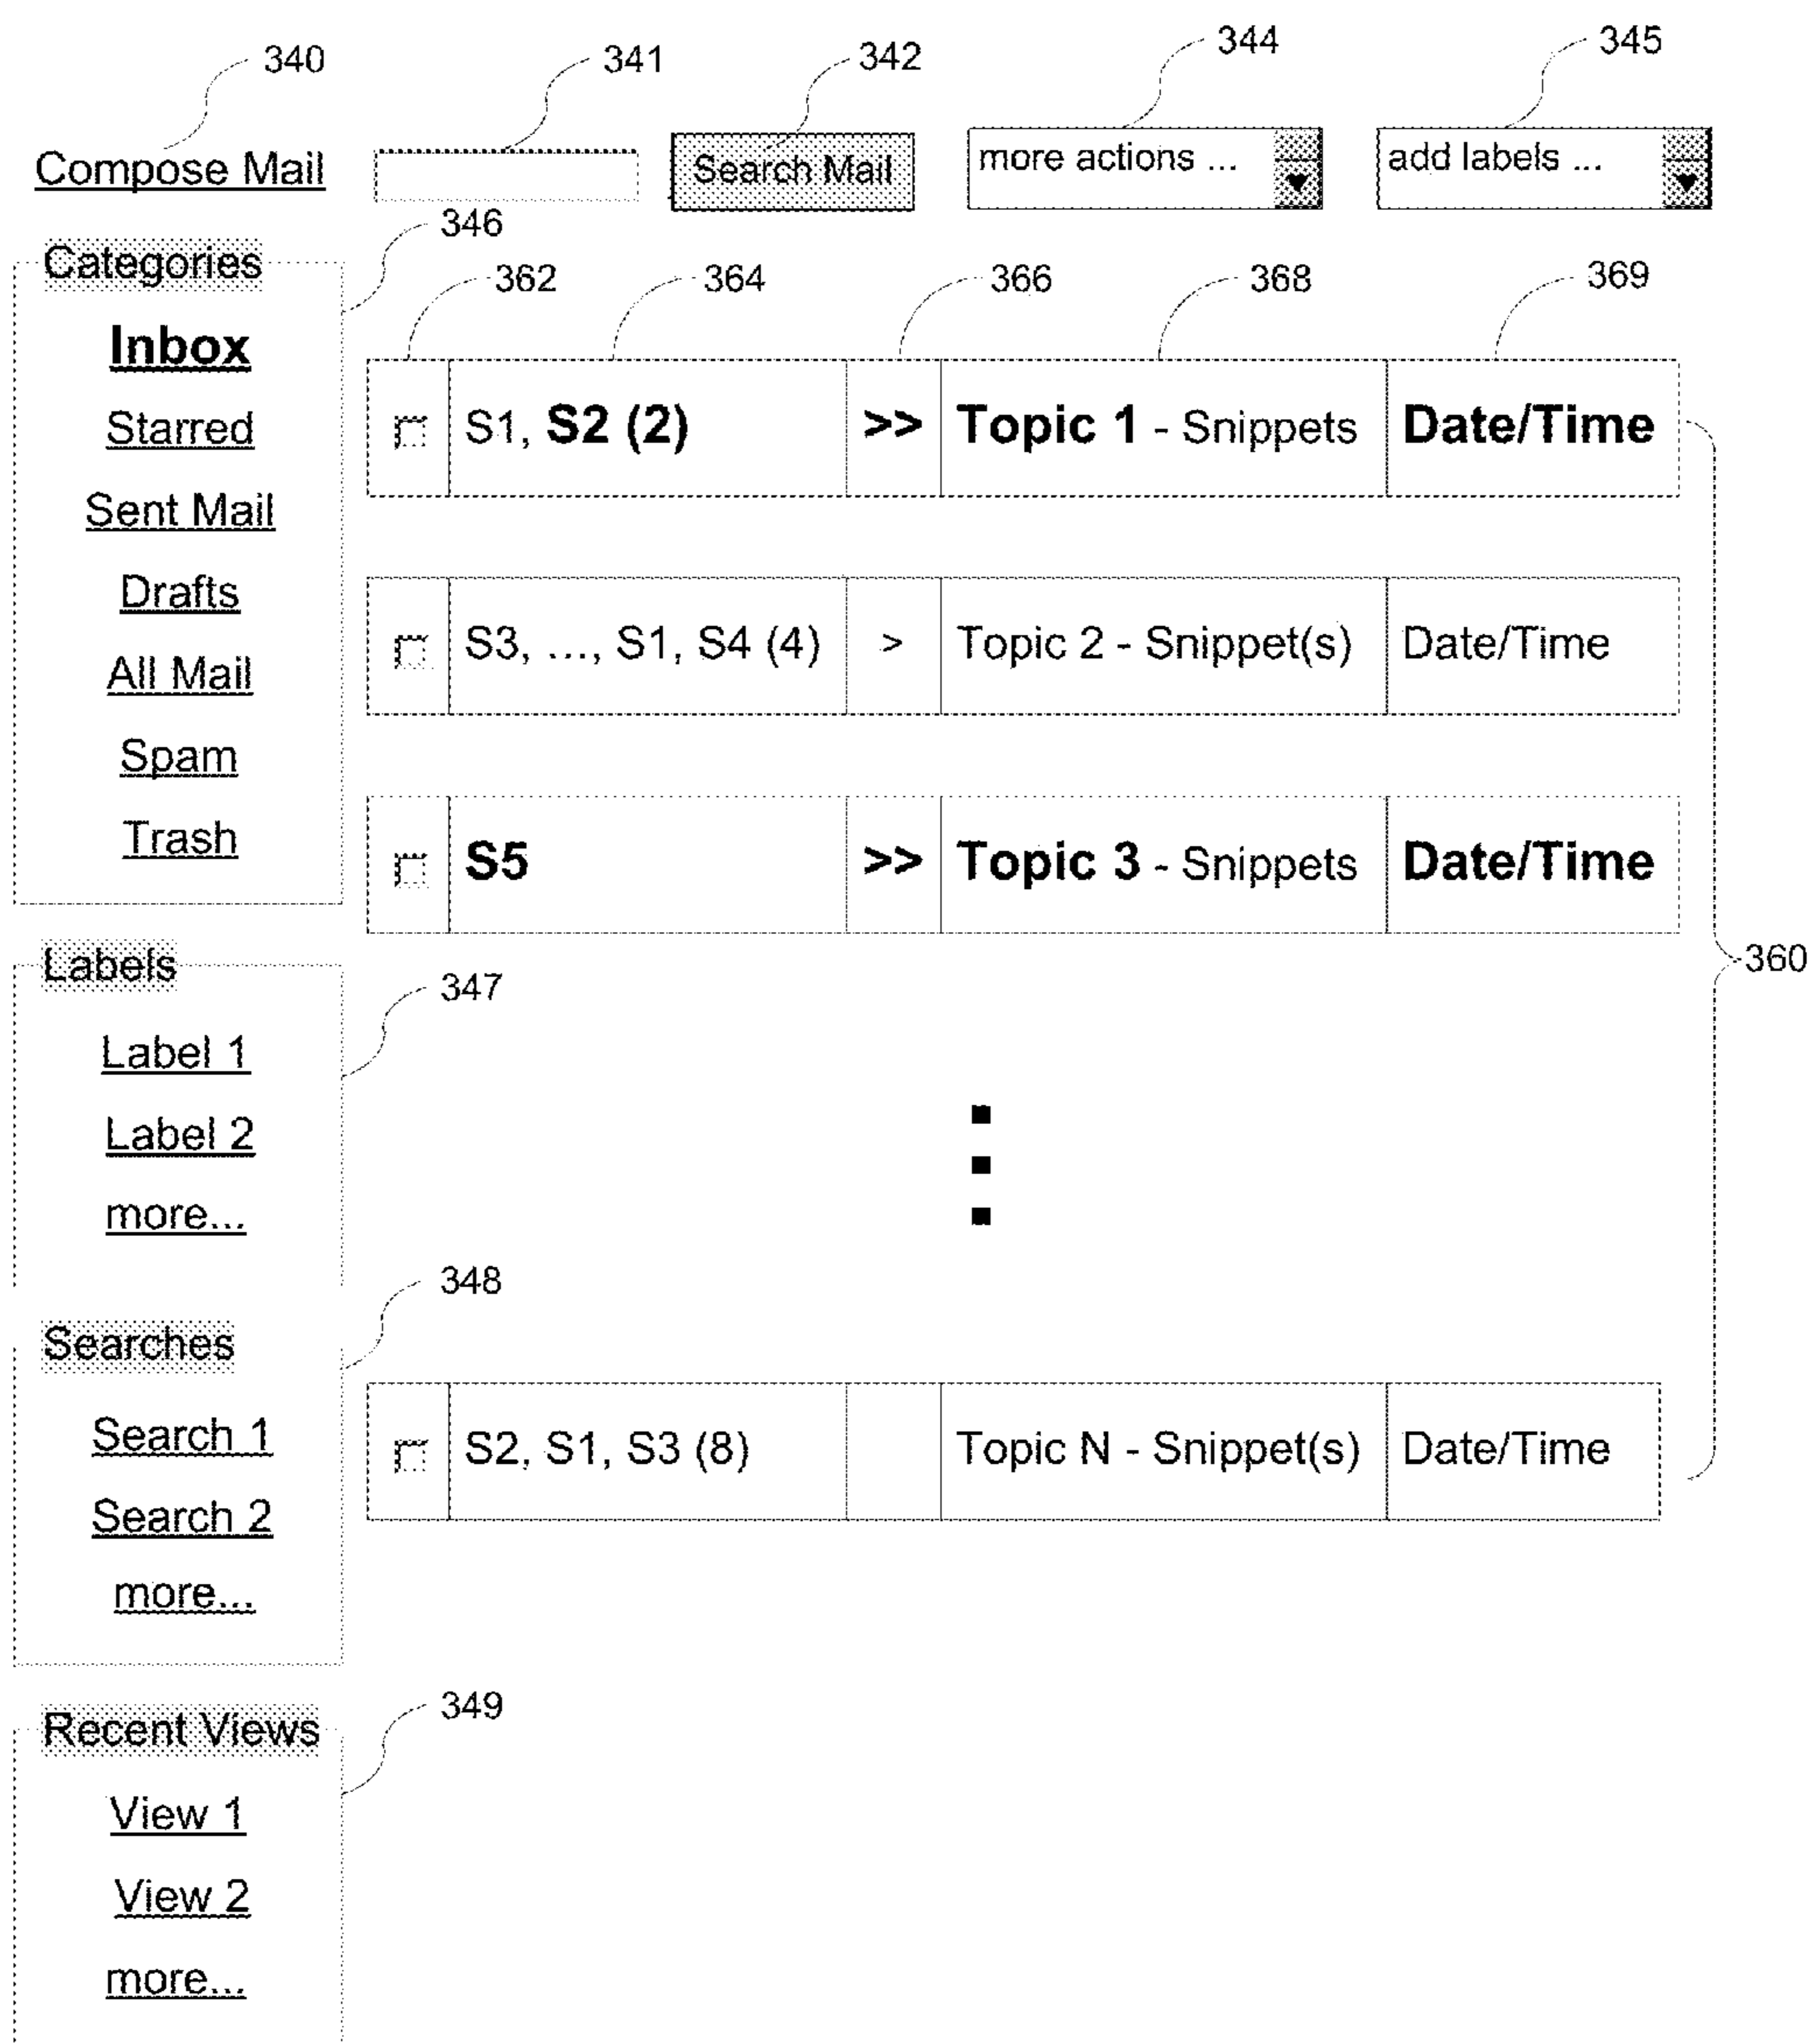 340 341 342 344 345
Compose Mail Search Mail more actions ... add labels ...
346
Categories
Inbox
Starred
Sent Mail
Drafts
All Mail
Spam
Trash
362 364 366 368 369
S1, S2 (2) >> Topic 1 - Snippets Date/Time
S3, ..., S1, S4 (4) > Topic 2 - Snippet(s) Date/Time
S5 >> Topic 3 - Snippets Date/Time
360
Labels
347
Label 1
Label 2
more...
348
Searches
Search 1
Search 2
more...
S2, S1, S3 (8) Topic N - Snippet(s) Date/Time
349
Recent Views
View 1
View 2
more...